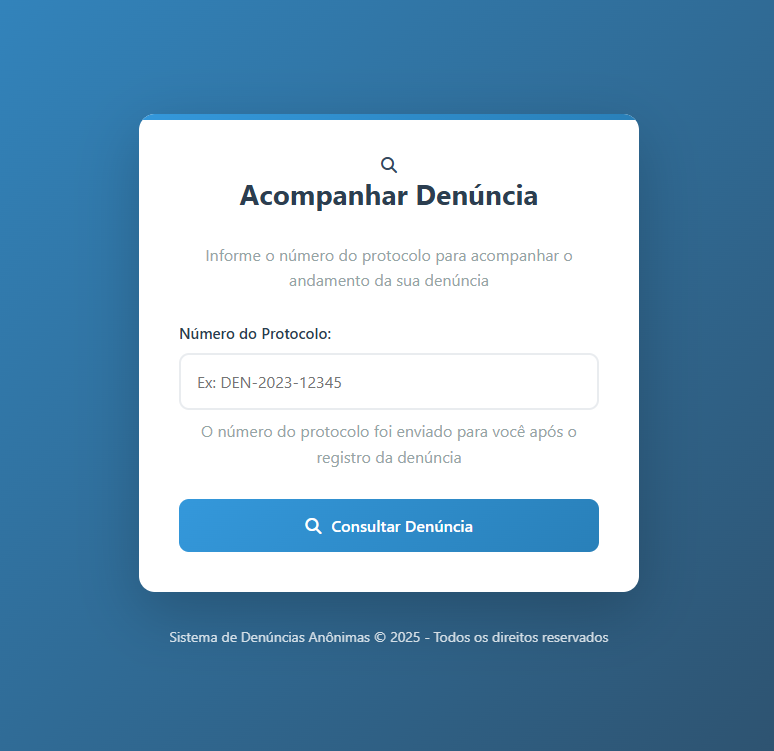 Acompanhar Denúncia
Informe o número do protocolo para acompanhar o
andamento da sua denúncia
Número do Protocolo:
Ex: DEN-2023-12345
O número do protocolo foi enviado para você após o
registro da denúncia
Consultar Denúncia
Sistema de Denúncias Anônimas © 2025 - Todos os direitos reservados